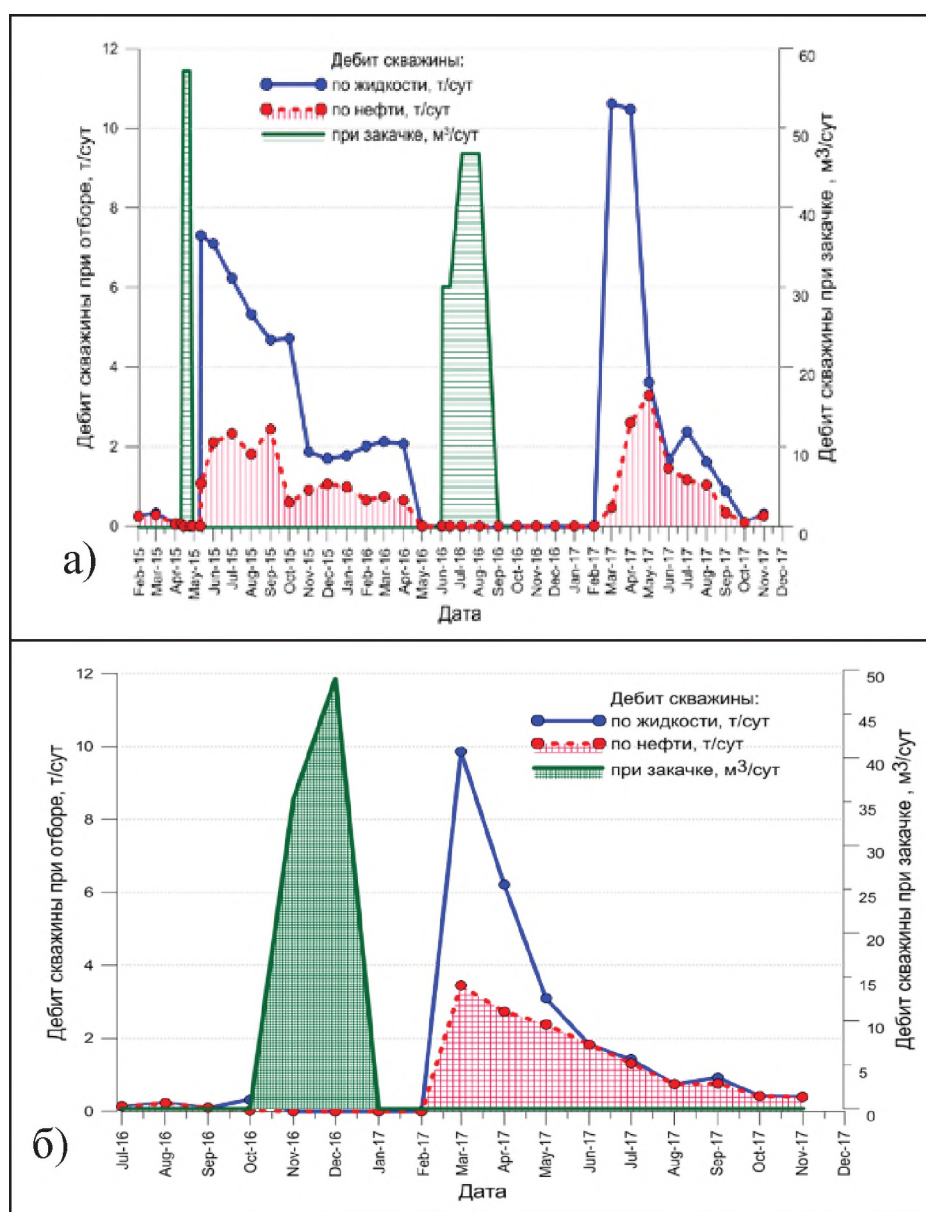 Дебит скважины:
по жидкости, т/сут
по нефти, т/сут
при закачке, м³/сут
Дебит скважины при отборе, т/сут
12
10
8
6
4
2
0
60
50
40
30
20
10
0
Дебит скважины при закачке , м3/сут
Feb-15 Mar-15 Apr-15 May-15 Jun-15 Jul-15 Aug-15 Sep-15 Oct-15 Nov-15 Dec-15 Jan-16 Feb-16 Mar-16 Apr-16 May-16 Jun-16 Jul-16 Aug-16 Sep-16 Oct-16 Nov-16 Dec-16 Jan-17 Feb-17 Mar-17 Apr-17 May-17 Jun-17 Jul-17 Aug-17 Sep-17 Oct-17 Nov-17 Dec-17
а)
Дата
Дебит скважины:
по жидкости, т/сут
по нефти, т/сут
при закачке, м3/сут
Дебит скважины при отборе, т/сут
12
10
8
6
4
2
0
50
45
40
35
30
25
20
15
10
5
0
Дебит скважины при закачке , м3/сут
Jul-16 Aug-16 Sep-16 Oct-16 Nov-16 Dec-16 Jan-17 Feb-17 Mar-17 Apr-17 May-17 Jun-17 Jul-17 Aug-17 Sep-17 Oct-17 Nov-17 Dec-17
б)
Дата